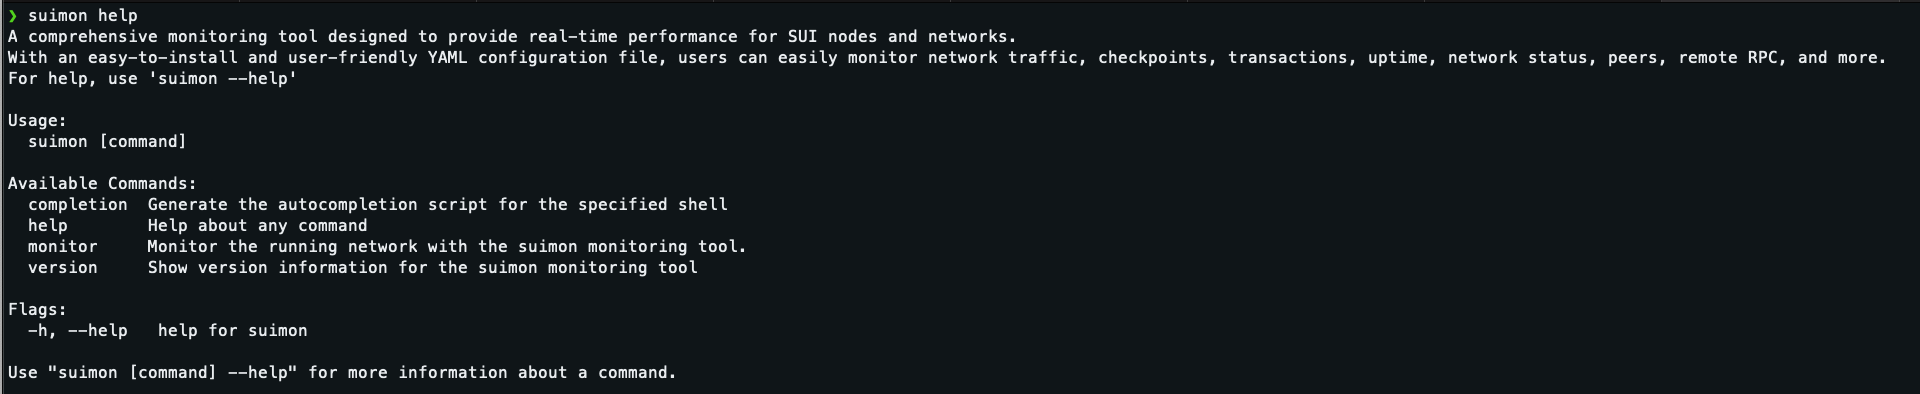 ❯ suimon help
A comprehensive monitoring tool designed to provide real-time performance for SUI nodes and networks.
With an easy-to-install and user-friendly YAML configuration file, users can easily monitor network traffic, checkpoints, transactions, uptime, network status, peers, remote RPC, and more.
For help, use 'suimon --help'
Usage:
  suimon [command]
Available Commands:
  completion  Generate the autocompletion script for the specified shell
  help        Help about any command
  monitor     Monitor the running network with the suimon monitoring tool.
  version     Show version information for the suimon monitoring tool
Flags:
  -h, --help   help for suimon
Use "suimon [command] --help" for more information about a command.